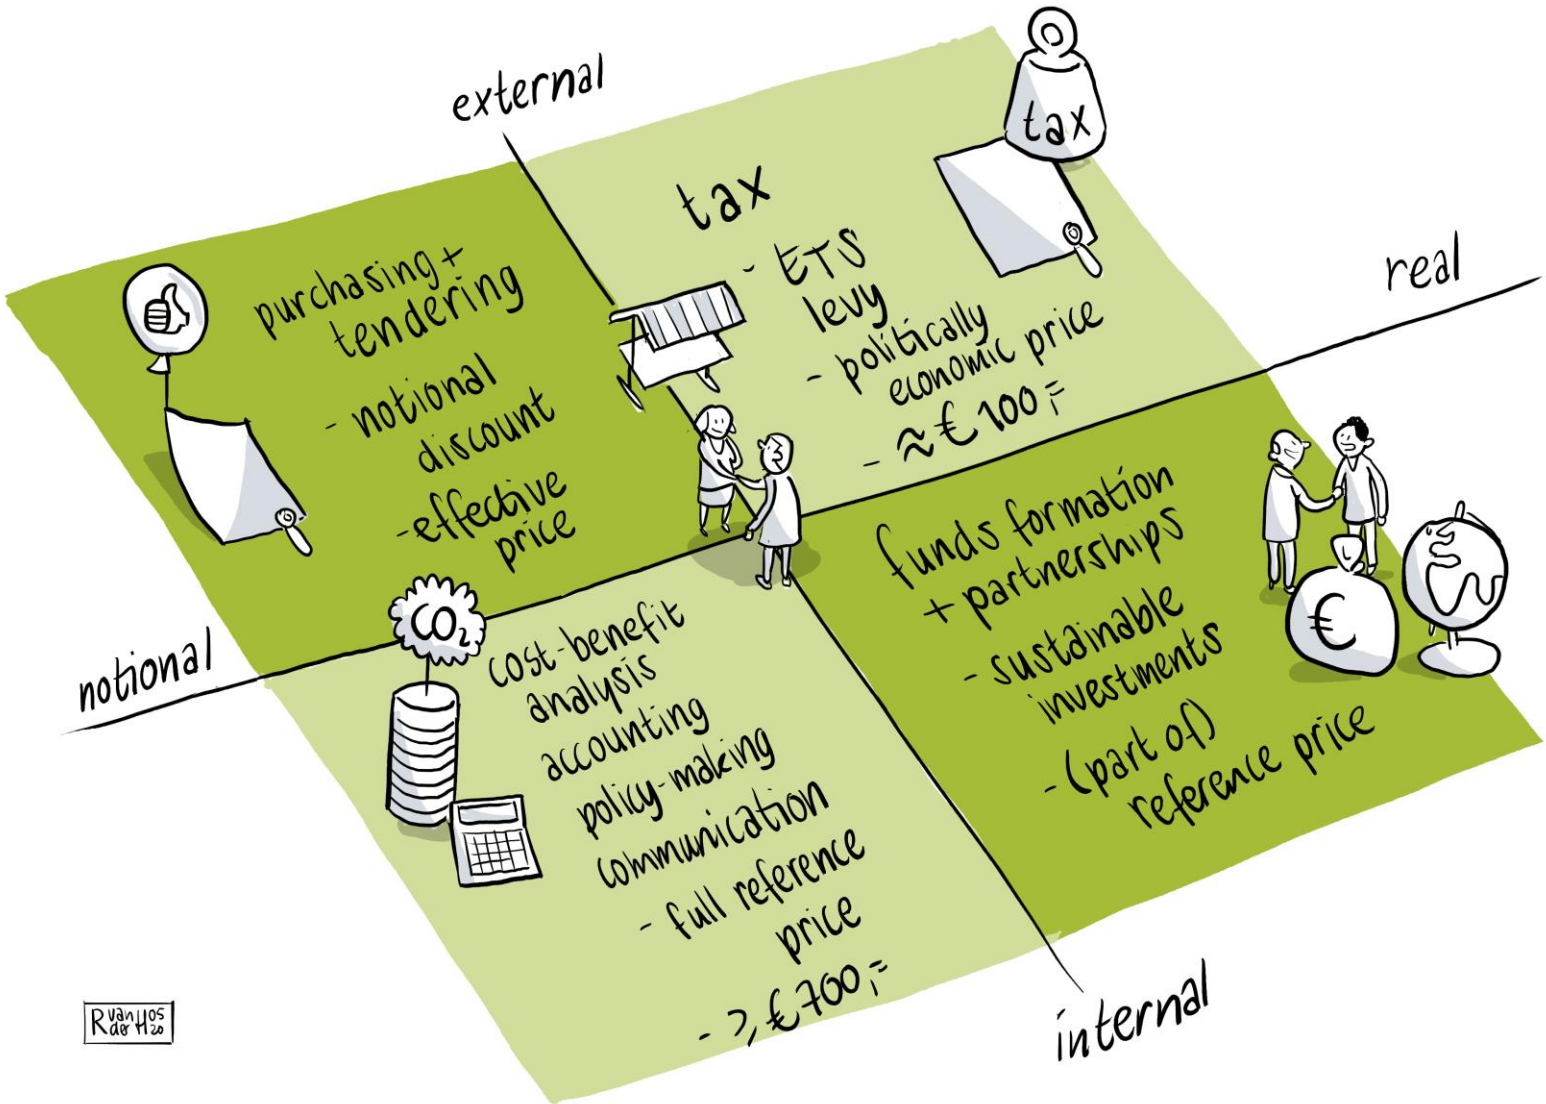 external
tax
tax
- ETS
levy
- politically
economic price
- ≈ € 100,=
real
purchasing +
tendering
- notional
discount
- effective
price
notional
CO₂
cost-benefit
analysis
accounting
policy-making
communication
- full reference
price
- ≥ € 700,=
funds formation
+ partnerships
- sustainable
investments
- (part of)
reference price
€
internal
R van der Hos 20